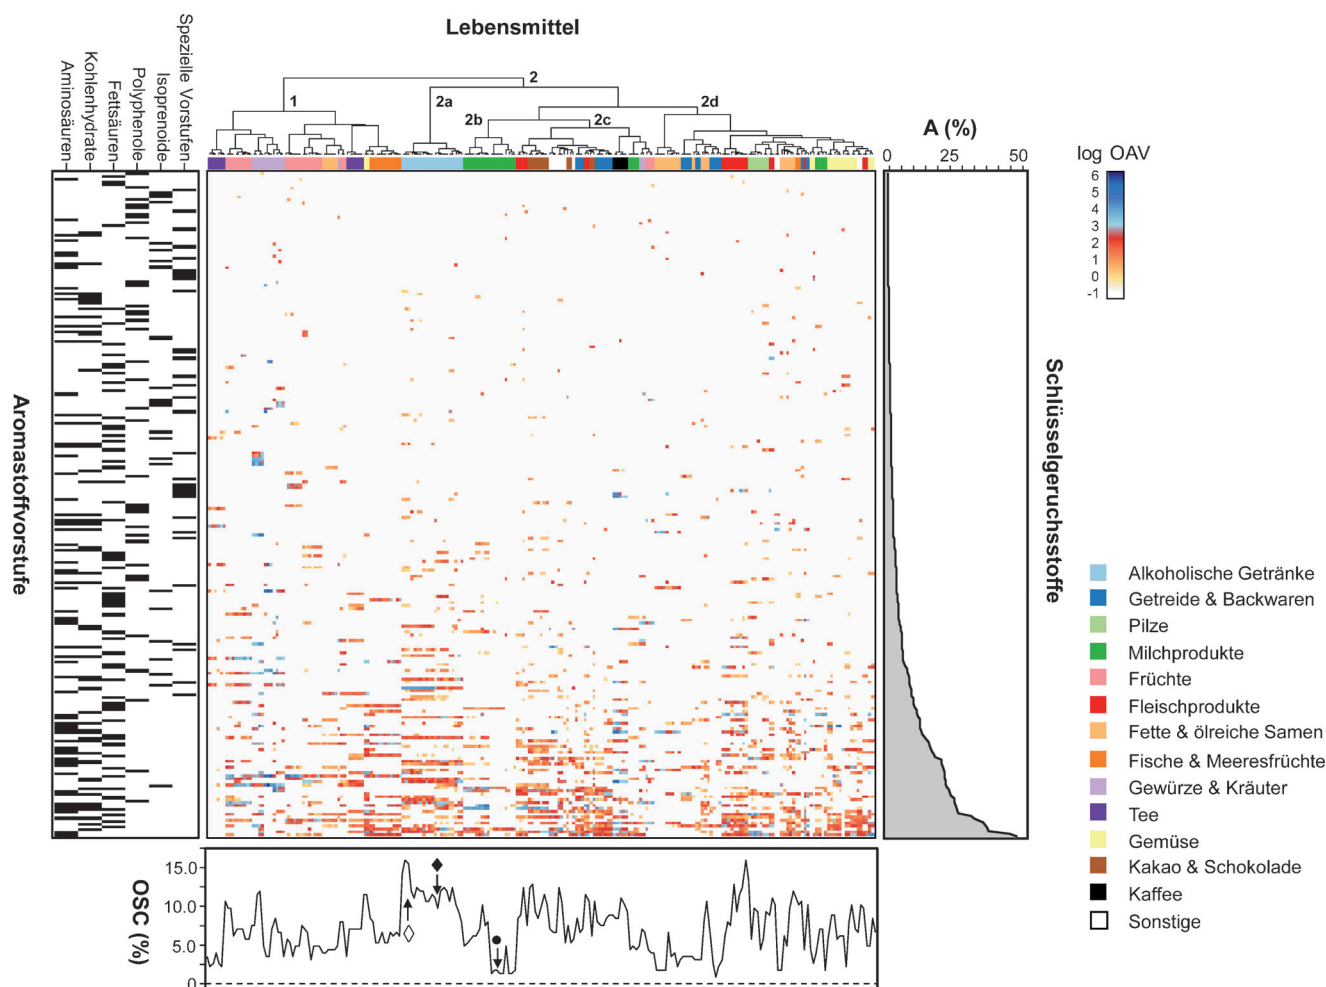 Lebensmittel
Aminosäuren
Kohlenhydrate
Fettsäuren
Polyphenole
Isoprenoide
Spezielle Vorstufen
1
2
2a
2b
2c
2d
A (%)
0 25 50
log OAV
6
5
4
3
2
1
0
-1
Aromastoffvorstufe
Schlüsselgeruchsstoffe
Alkoholische Getränke
Getreide & Backwaren
Pilze
Milchprodukte
Früchte
Fleischprodukte
Fette & ölreiche Samen
Fische & Meeresfrüchte
Gewürze & Kräuter
Tee
Gemüse
Kakao & Schokolade
Kaffee
Sonstige
OSC (%)
15.0
10.0
5.0
0